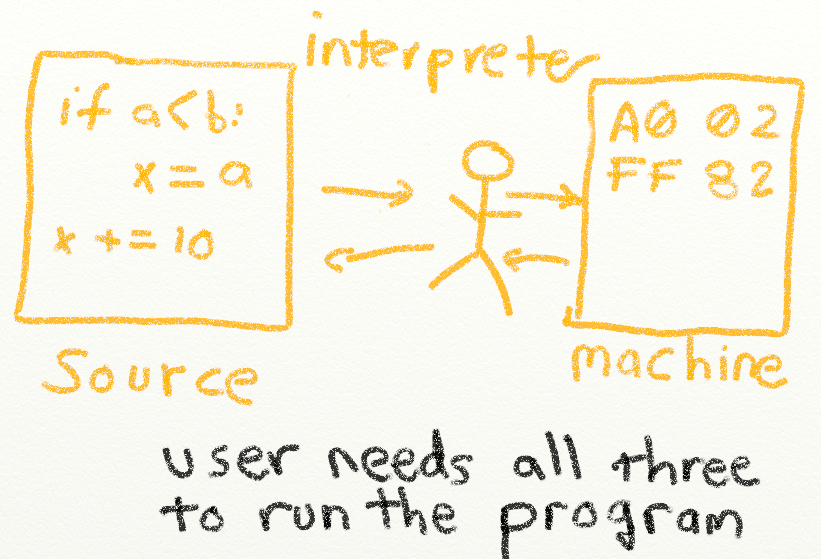 interpreter
if a<b:
x = a
x += 10
A0 02
FF 82
Source
machine
user needs all three
to run the program